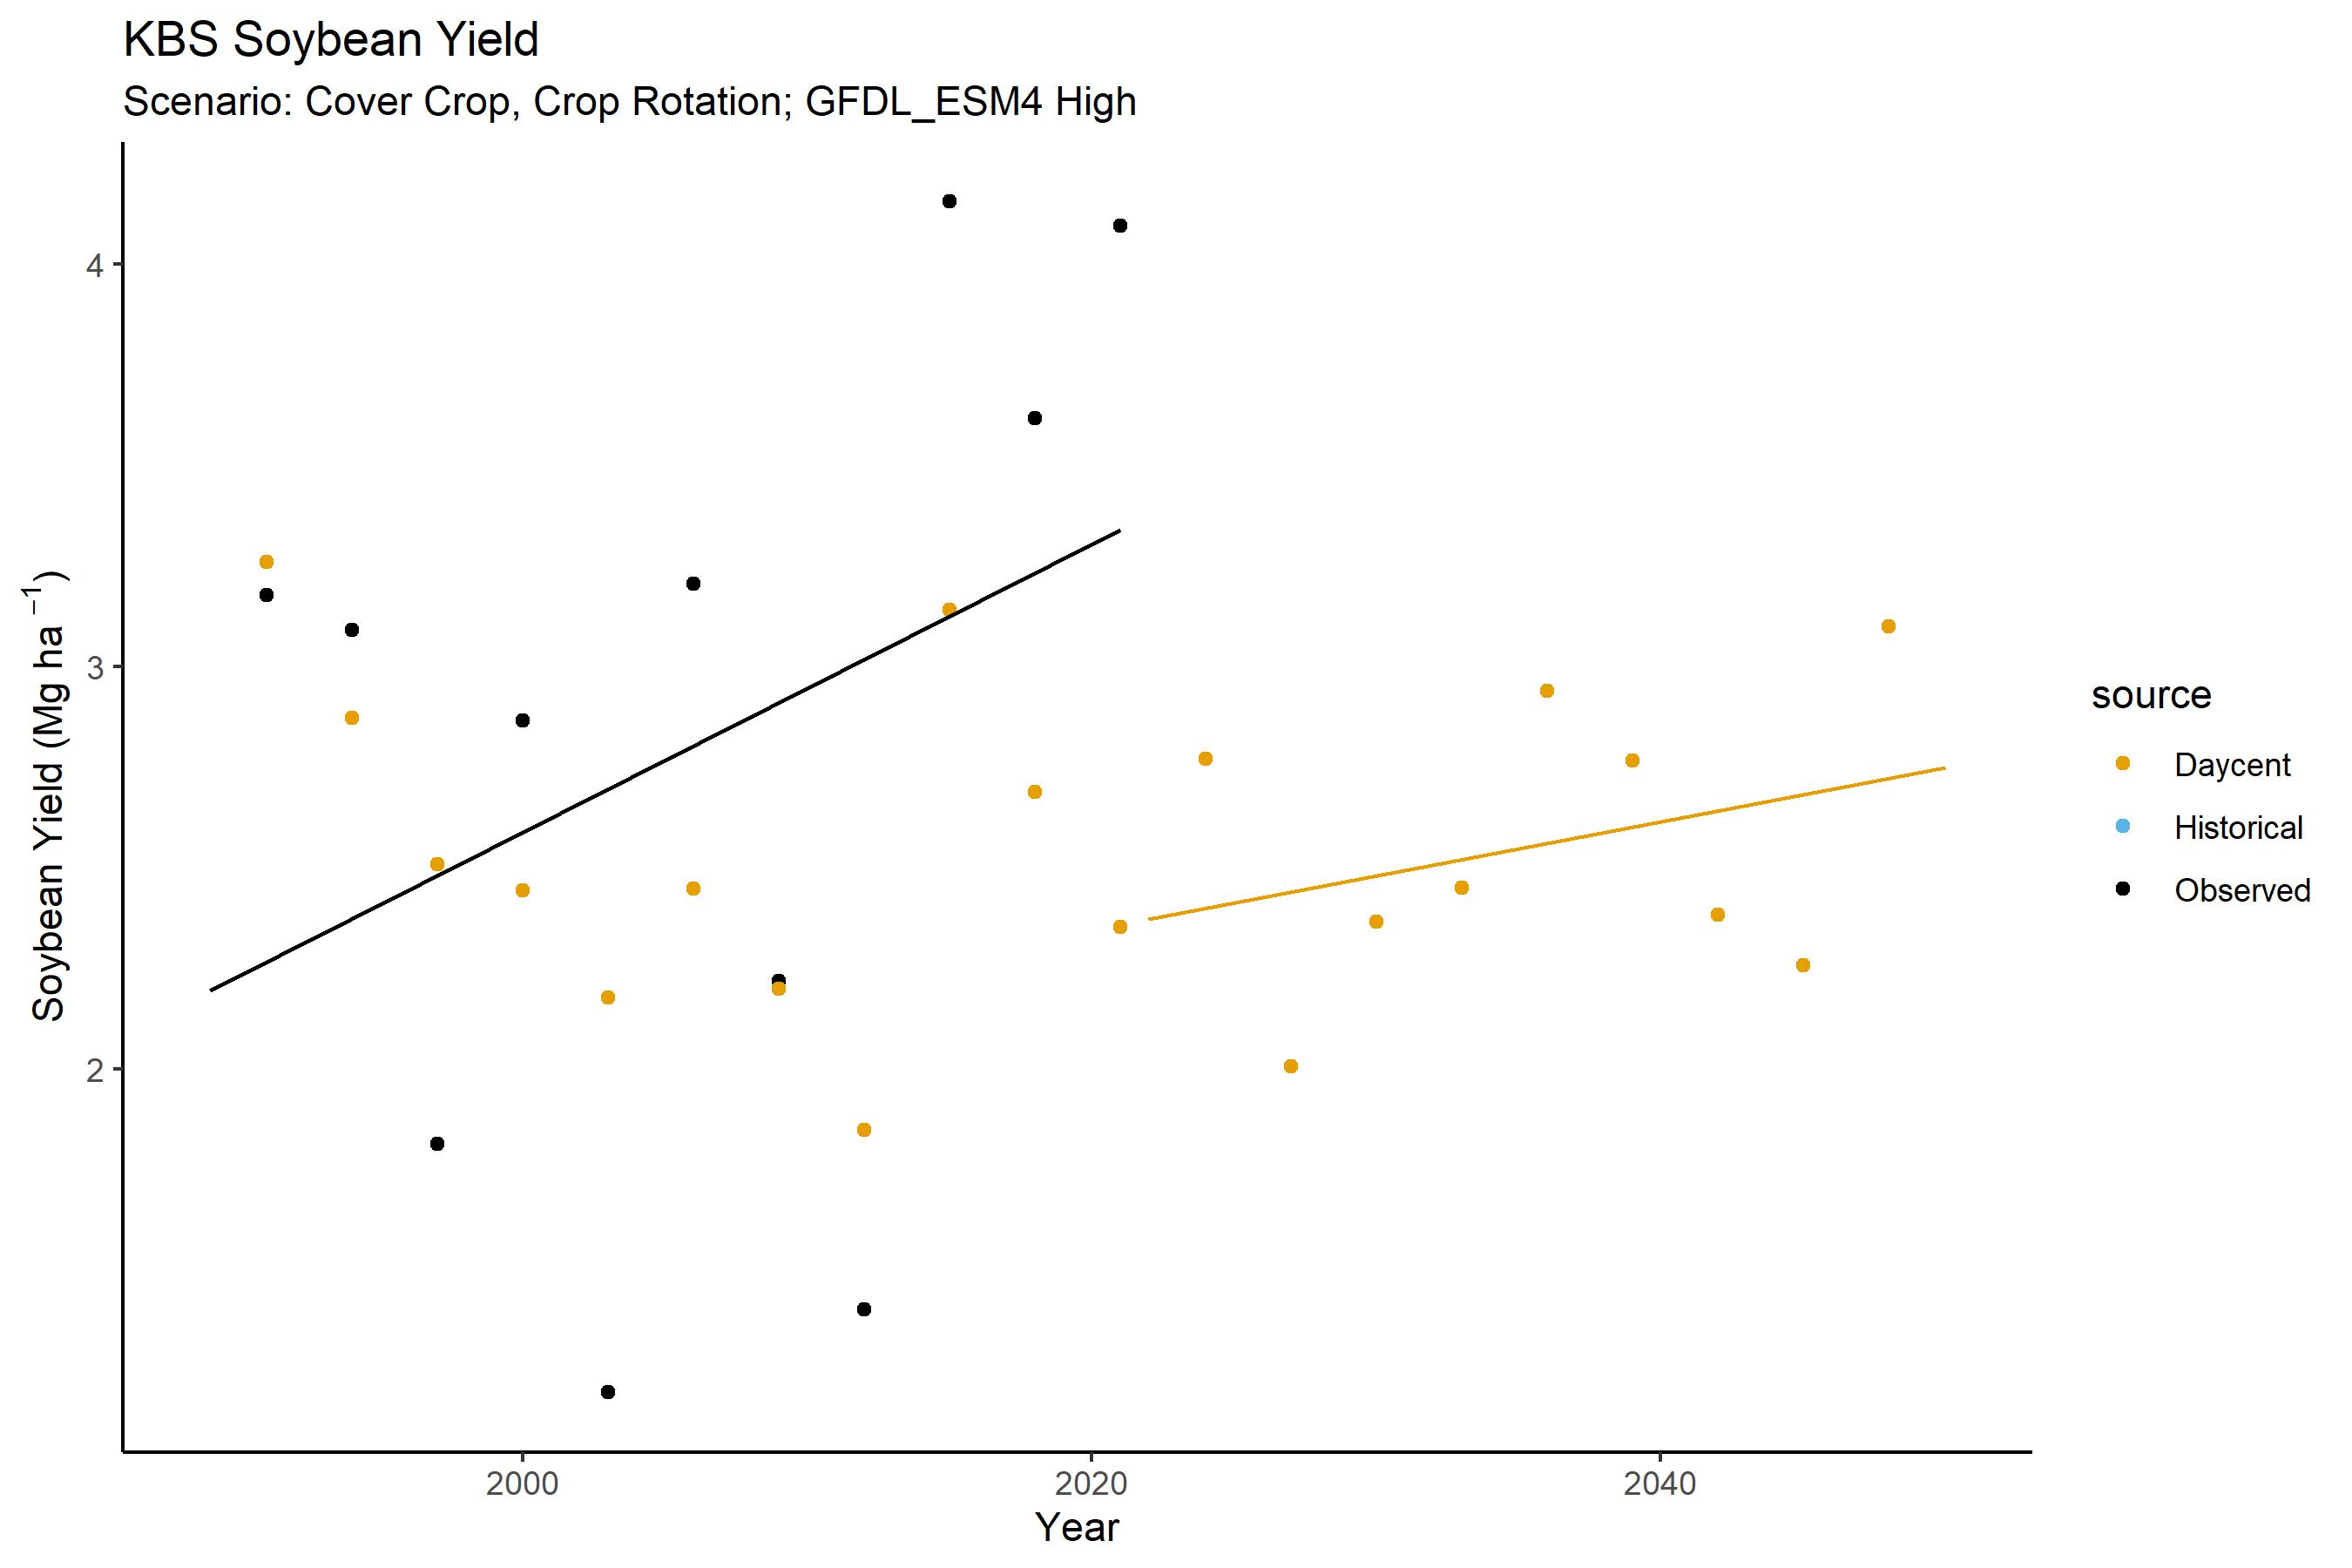 KBS Soybean Yield
Scenario: Cover Crop, Crop Rotation; GFDL_ESM4 High
Soybean Yield (Mg ha⁻¹)
4
3
2
2000
2020
2040
Year
source
Daycent
Historical
Observed